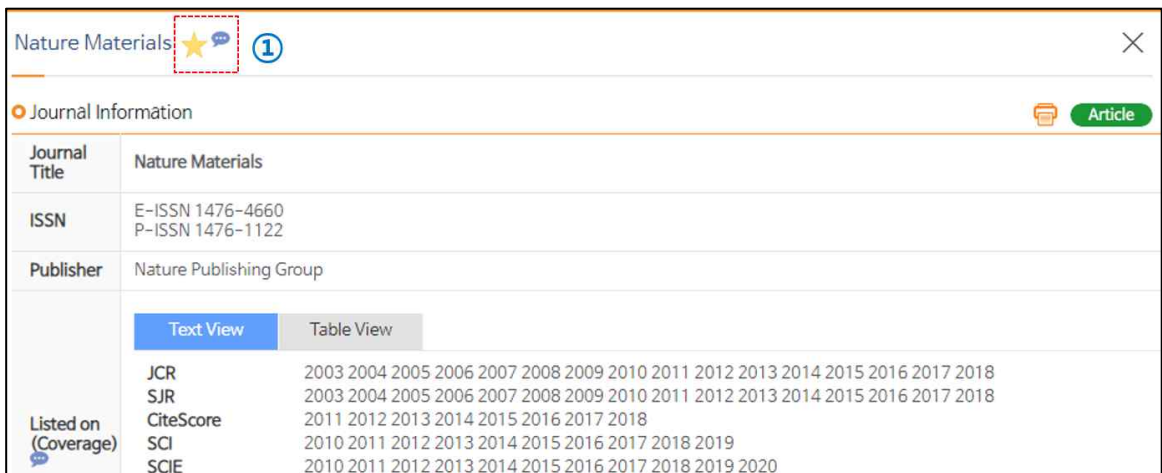 Nature Materials ①
Journal Information Article
Journal Title Nature Materials
ISSN E-ISSN 1476-4660
P-ISSN 1476-1122
Publisher Nature Publishing Group
Text View Table View
Listed on (Coverage)
JCR 2003 2004 2005 2006 2007 2008 2009 2010 2011 2012 2013 2014 2015 2016 2017 2018
SJR 2003 2004 2005 2006 2007 2008 2009 2010 2011 2012 2013 2014 2015 2016 2017 2018
CiteScore 2011 2012 2013 2014 2015 2016 2017 2018
SCI 2010 2011 2012 2013 2014 2015 2016 2017 2018 2019
SCIE 2010 2011 2012 2013 2014 2015 2016 2017 2018 2019 2020